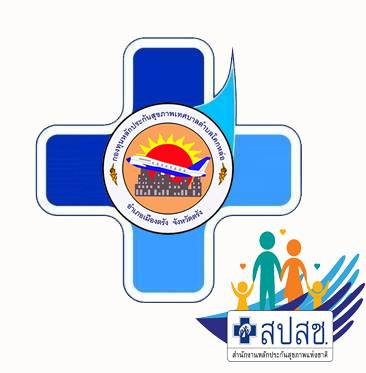 กองทุนหลักประกันสุขภาพเทศบาลตำบลโคกหล่อ
อำเภอเมืองตรัง จังหวัดตรัง
สปสช.
สำนักงานหลักประกันสุขภาพแห่งชาติ